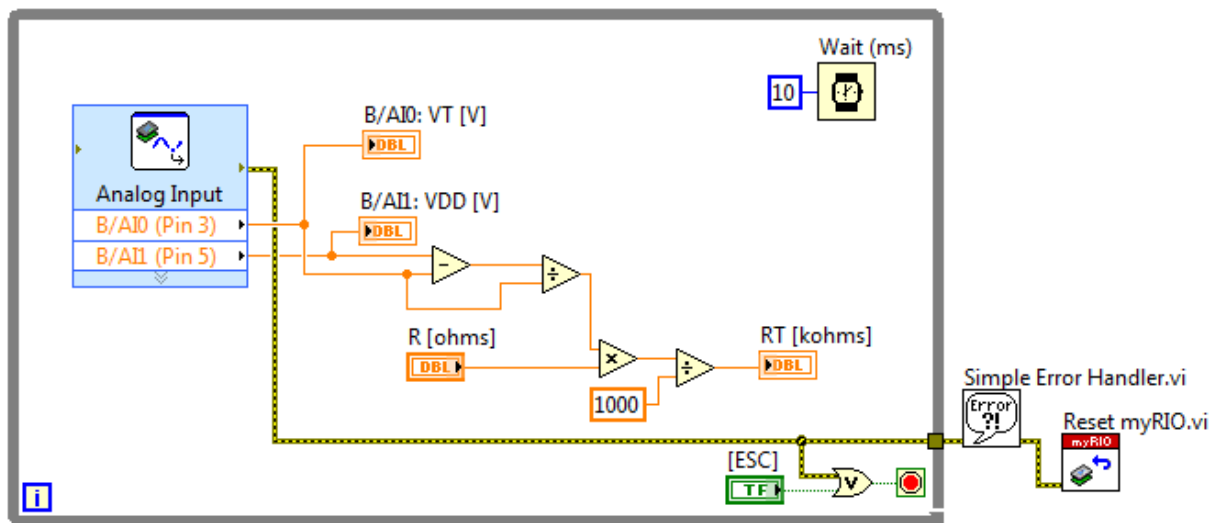 Wait (ms)
10
B/AI0: VT [V]
DBL
Analog Input
B/AI1: VDD [V]
B/AI0 (Pin 3)
DBL
B/AI1 (Pin 5)
-
÷
R [ohms]
RT [kohms]
DBL
×
÷
DBL
1000
Simple Error Handler.vi
Error
?!
Reset myRIO.vi
myRIO
[ESC]
TF
V
i